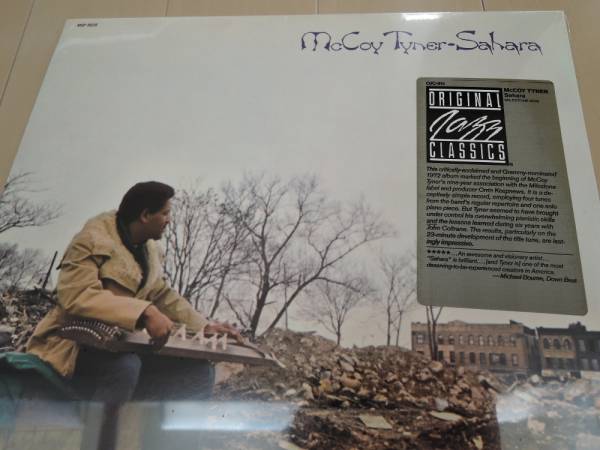 MSP 9039
McCoy Tyner-Sahara
ORIGINAL
Jazz
CLASSICS
McCOY TYNER
Sahara
This critically-acclaimed and Grammy-nominated
1972 album marked the beginning of McCoy
Tyner's nine-year association with the Milestone
label and producer Orrin Keepnews. It is a de-
ceptively simple record, employing four tunes
from the band's regular repertoire and one solo
piano piece. But Tyner seemed to have brought
under control his overwhelming pianistic skills
and the lessons learned during six years with
John Coltrane. The results, particularly on the
23-minute development of the title tune, are last-
ingly impressive.
★★★★★...An awesome and visionary artist...
"Sahara" is brilliant....[and Tyner is] one of the most
deserving-to-be-experienced creators in America.
—Michael Bourne, Down Beat